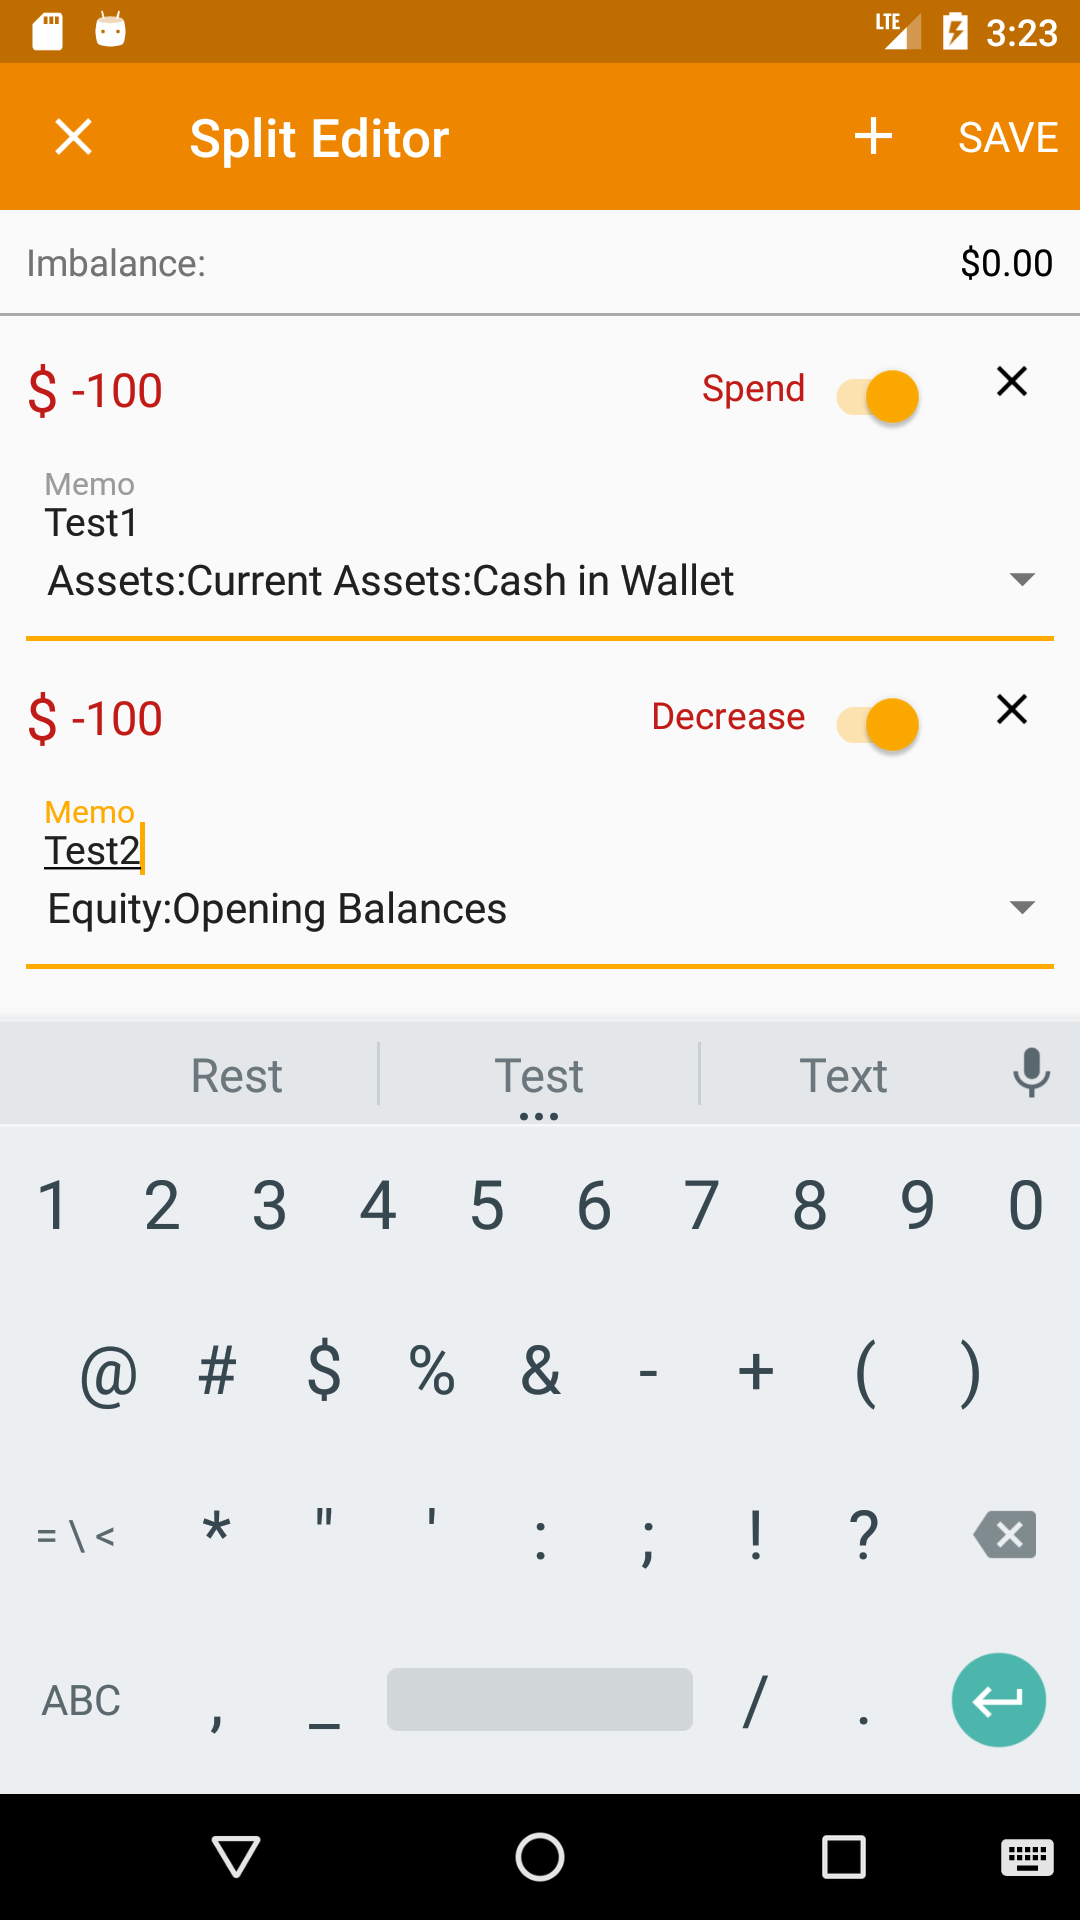 LTE 3:23
Split Editor + SAVE
Imbalance: $0.00
$ -100 Spend
Memo
Test1
Assets:Current Assets:Cash in Wallet
$ -100 Decrease
Memo
Test2
Equity:Opening Balances
Rest Test Text
1 2 3 4 5 6 7 8 9 0
@ # $ % & - + ( )
= \ < * " ' : ; ! ?
ABC , _ / .